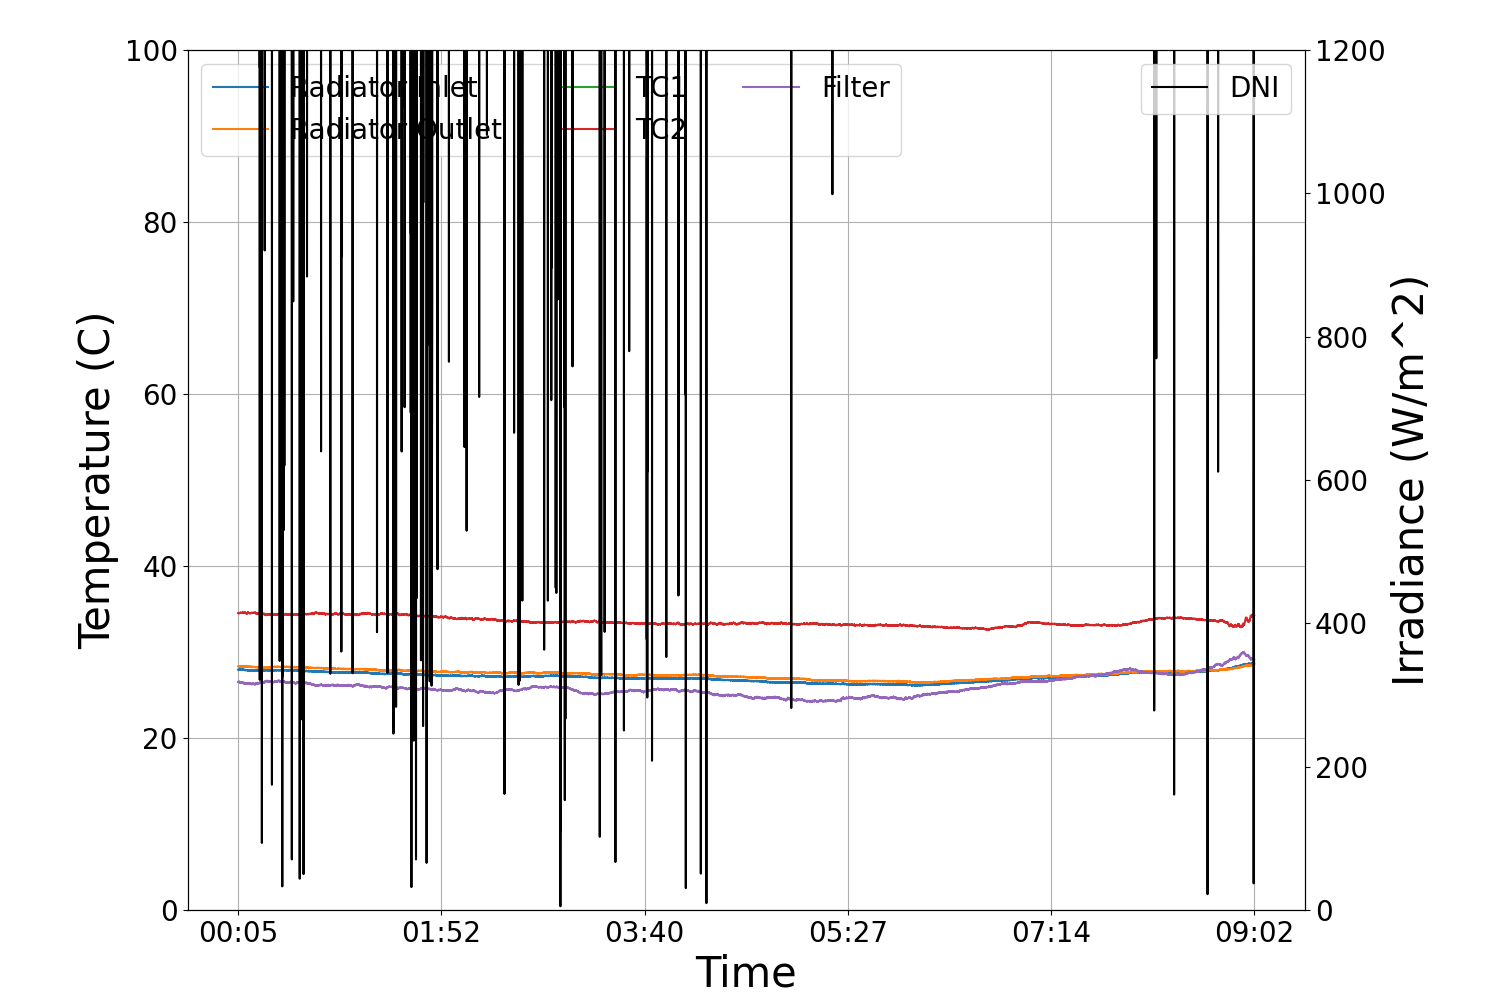 100
80
60
40
20
0
Temperature (C)
Radiator Inlet
Radiator Outlet
TC1
TC2
Filter
DNI
1200
1000
800
600
400
200
0
Irradiance (W/m^2)
00:05 01:52 03:40 05:27 07:14 09:02
Time